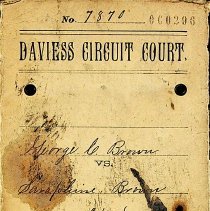 No. 7870 000296
DAVIESS CIRCUIT COURT.
George C. Brown
VS.
Brown